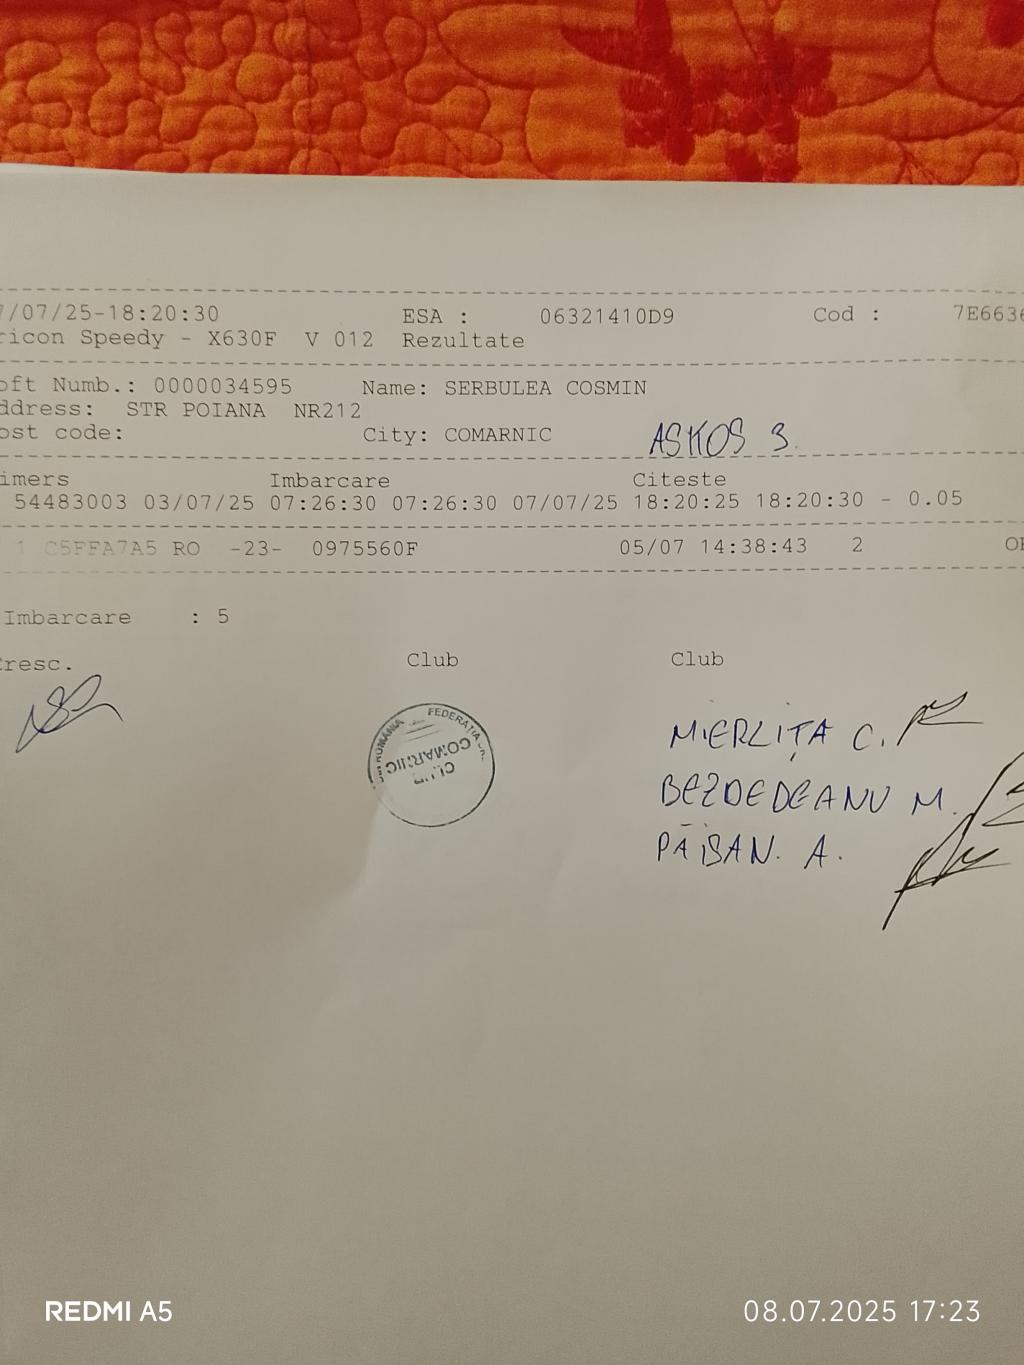 7/07/25-18:20:30 ESA : 06321410D9 Cod : 7E6636
ricon Speedy - X630F V 012 Rezultate
oft Numb.: 0000034595 Name: SERBULEA COSMIN
ddress: STR POIANA NR212
ost code: City: COMARNIC ASKOS 3.
imers Imbarcare Citeste
54483003 03/07/25 07:26:30 07:26:30 07/07/25 18:20:25 18:20:30 - 0.05
1 C5FFA7A5 RO -23- 0975560F 05/07 14:38:43 2
Imbarcare : 5
Cresc. Club Club
ROMÂNIA FEDERAȚIA
COMARNIC
MIERLIȚA C.
BEZDEDEANU M.
PĂISAN. A.
REDMI A5 08.07.2025 17:23